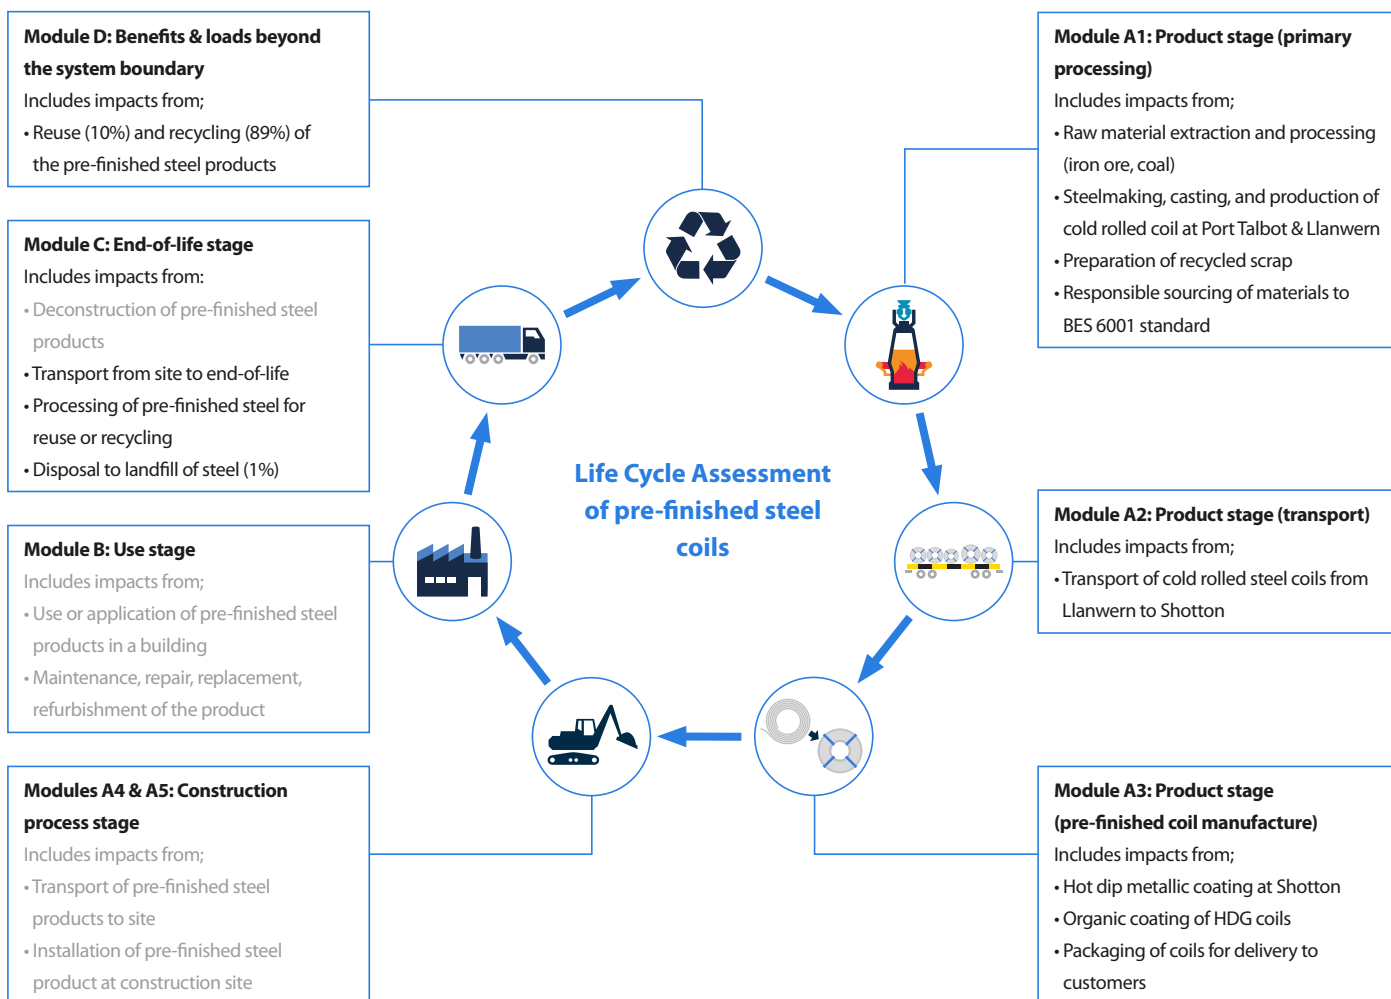 Module D: Benefits & loads beyond
the system boundary
Includes impacts from;
• Reuse (10%) and recycling (89%) of
the pre-finished steel products
Module C: End-of-life stage
Includes impacts from:
• Deconstruction of pre-finished steel
products
• Transport from site to end-of-life
• Processing of pre-finished steel for
reuse or recycling
• Disposal to landfill of steel (1%)
Module B: Use stage
Includes impacts from;
• Use or application of pre-finished steel
products in a building
• Maintenance, repair, replacement,
refurbishment of the product
Modules A4 & A5: Construction
process stage
Includes impacts from;
• Transport of pre-finished steel
products to site
• Installation of pre-finished steel
product at construction site
Life Cycle Assessment
of pre-finished steel
coils
Module A1: Product stage (primary
processing)
Includes impacts from;
• Raw material extraction and processing
(iron ore, coal)
• Steelmaking, casting, and production of
cold rolled coil at Port Talbot & Llanwern
• Preparation of recycled scrap
• Responsible sourcing of materials to
BES 6001 standard
Module A2: Product stage (transport)
Includes impacts from;
• Transport of cold rolled steel coils from
Llanwern to Shotton
Module A3: Product stage
(pre-finished coil manufacture)
Includes impacts from;
• Hot dip metallic coating at Shotton
• Organic coating of HDG coils
• Packaging of coils for delivery to
customers